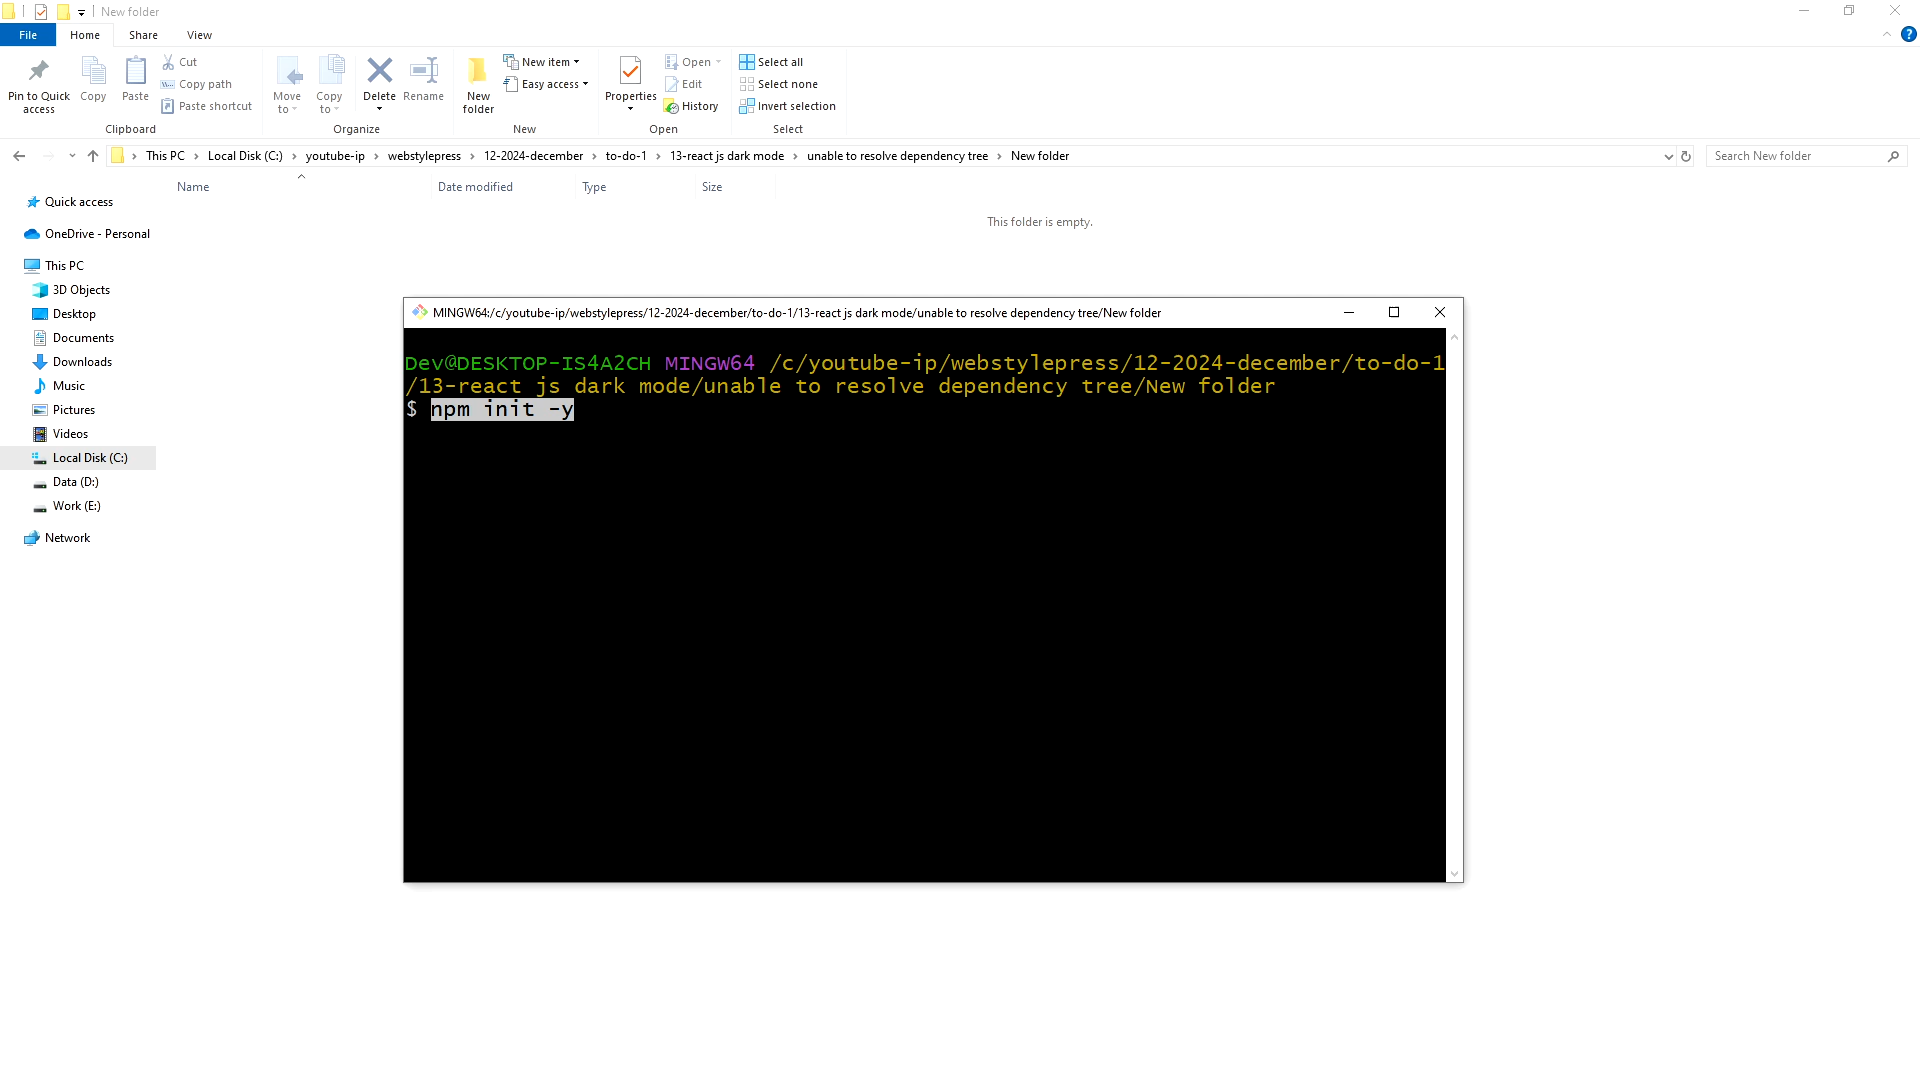 New folder
File Home Share View
Pin to Quick access
Copy
Paste
Cut
Copy path
Paste shortcut
Clipboard
Move to
Copy to
Delete
Rename
Organize
New folder
New item
Easy access
New
Properties
Open
Edit
History
Open
Select all
Select none
Invert selection
Select
This PC › Local Disk (C:) › youtube-ip › webstylepress › 12-2024-december › to-do-1 › 13-react js dark mode › unable to resolve dependency tree › New folder
Search New folder
Name Date modified Type Size
This folder is empty.
Quick access
OneDrive - Personal
This PC
3D Objects
Desktop
Documents
Downloads
Music
Pictures
Videos
Local Disk (C:)
Data (D:)
Work (E:)
Network
MINGW64:/c/youtube-ip/webstylepress/12-2024-december/to-do-1/13-react js dark mode/unable to resolve dependency tree/New folder
Dev@DESKTOP-IS4A2CH MINGW64 /c/youtube-ip/webstylepress/12-2024-december/to-do-1
/13-react js dark mode/unable to resolve dependency tree/New folder
$ npm init -y